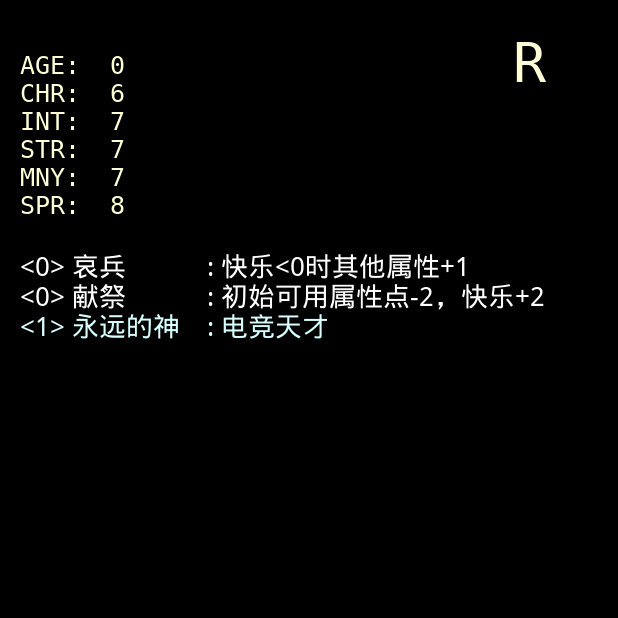 R
AGE: 0
CHR: 6
INT: 7
STR: 7
MNY: 7
SPR: 8
<0> 哀兵 : 快乐<0时其他属性+1
<0> 献祭 : 初始可用属性点-2，快乐+2
<1> 永远的神 : 电竞天才